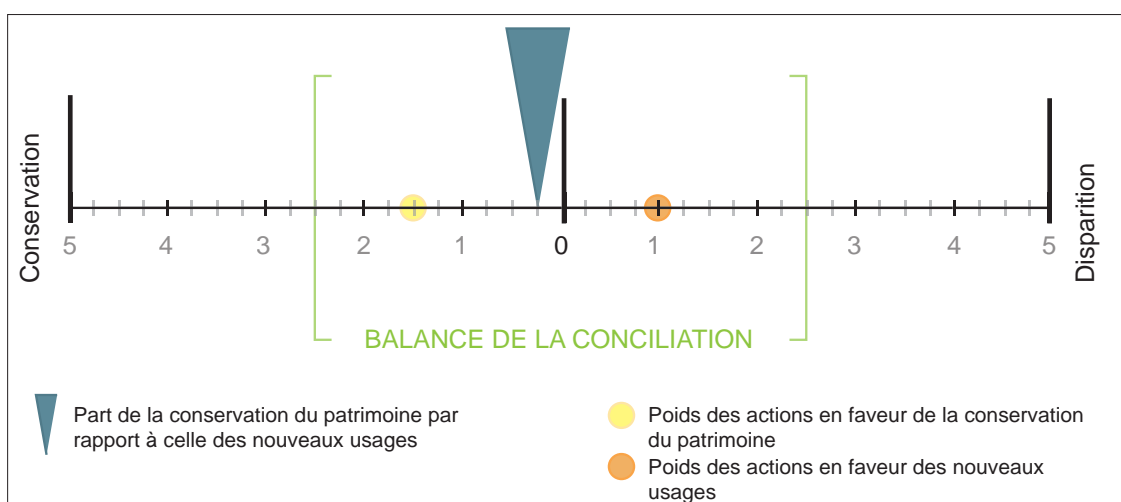 Conservation
5 4 3 2 1 0 1 2 3 4 5
Disparition
BALANCE DE LA CONCILIATION
Part de la conservation du patrimoine par
rapport à celle des nouveaux usages
Poids des actions en faveur de la conservation
du patrimoine
Poids des actions en faveur des nouveaux
usages